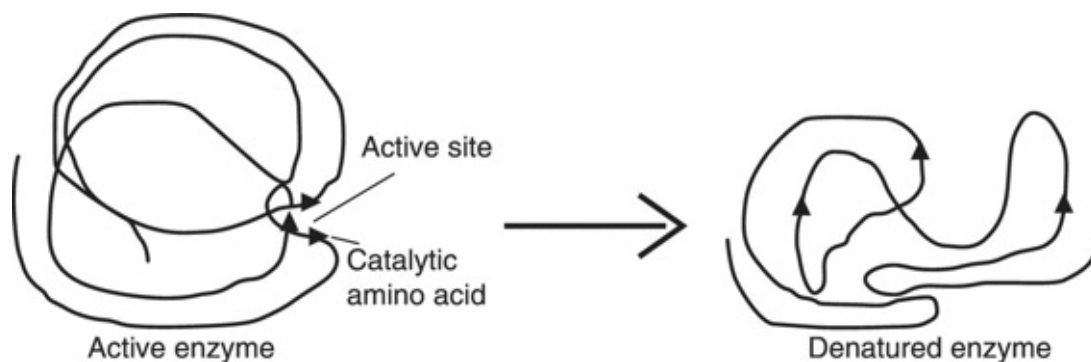 Active site
Catalytic
amino acid
Active enzyme
Denatured enzyme